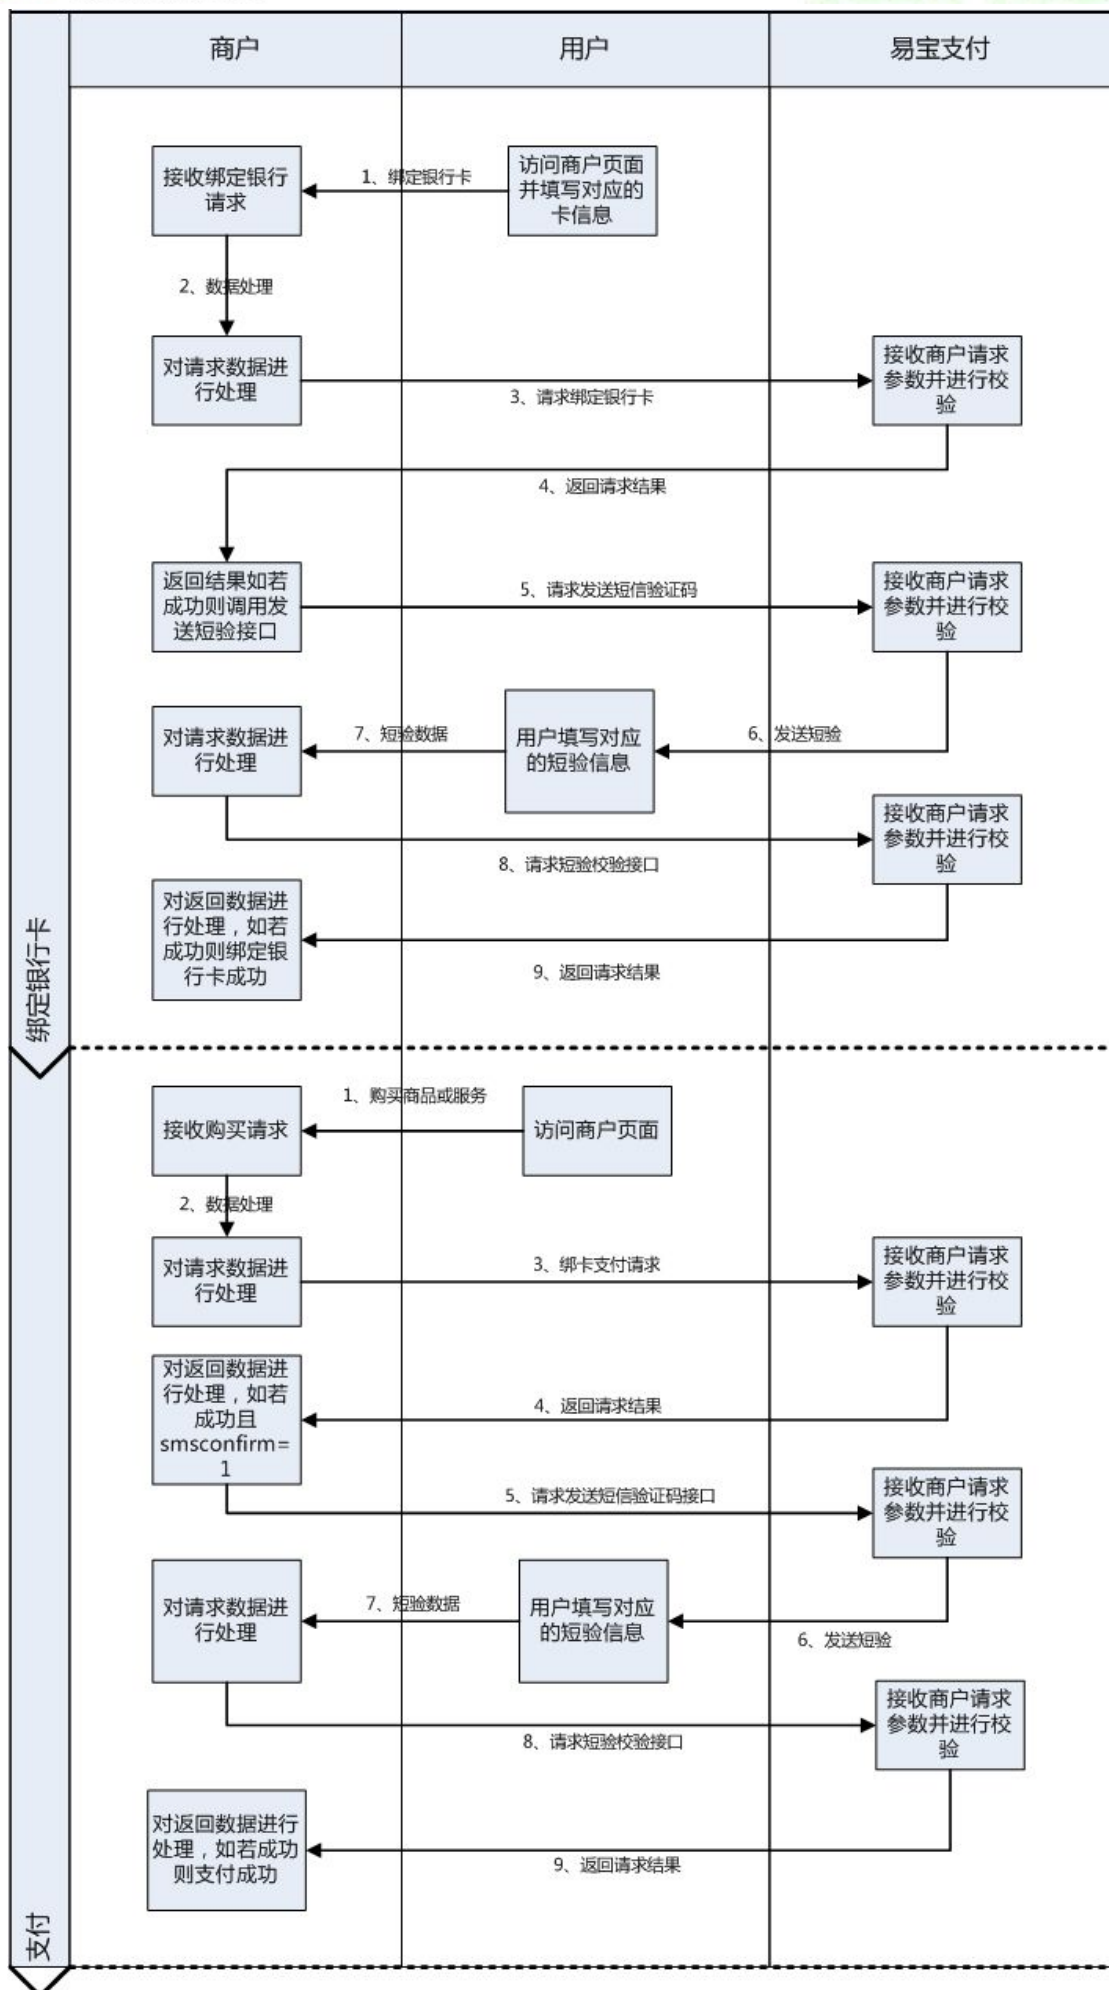 商户
用户
易宝支付
绑定银行卡
接收绑定银行
请求
1、绑定银行卡
访问商户页面
并填写对应的
卡信息
2、数据处理
对请求数据进
行处理
3、请求绑定银行卡
接收商户请求
参数并进行校
验
4、返回请求结果
返回结果如若
成功则调用发
送短验接口
5、请求发送短信验证码
接收商户请求
参数并进行校
验
6、发送短验
用户填写对应
的短验信息
7、短验数据
对请求数据进
行处理
8、请求短验校验接口
接收商户请求
参数并进行校
验
9、返回请求结果
对返回数据进
行处理，如若
成功则绑定银
行卡成功
支付
接收购买请求
1、购买商品或服务
访问商户页面
2、数据处理
对请求数据进
行处理
3、绑卡支付请求
接收商户请求
参数并进行校
验
4、返回请求结果
对返回数据进
行处理，如若
成功且
smsconfirm=
1
5、请求发送短信验证码接口
接收商户请求
参数并进行校
验
6、发送短验
用户填写对应
的短验信息
7、短验数据
对请求数据进
行处理
8、请求短验校验接口
接收商户请求
参数并进行校
验
9、返回请求结果
对返回数据进行
处理，如若成功
则支付成功